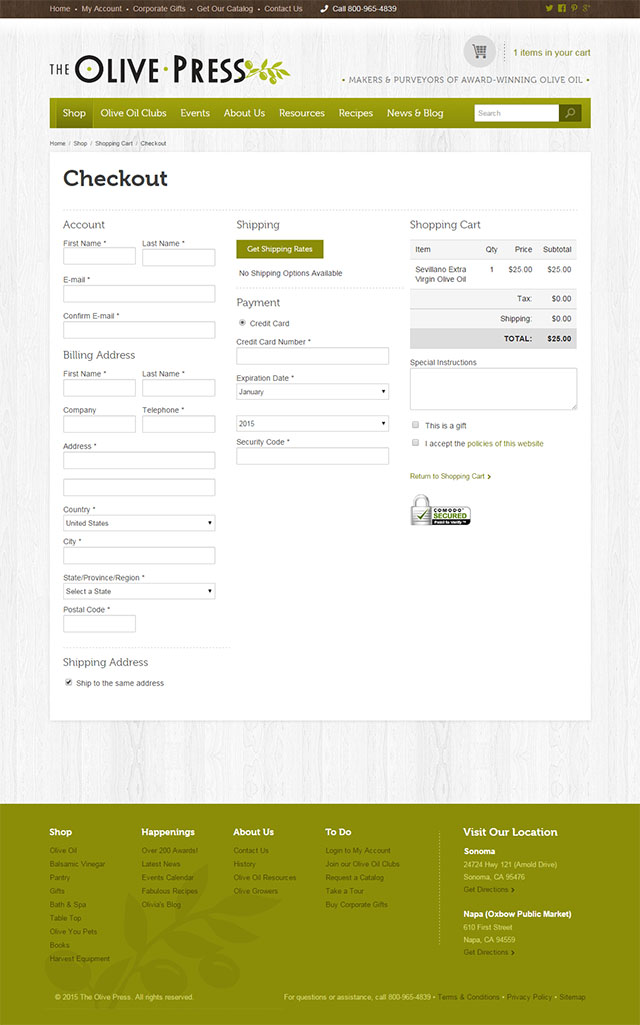 Home • My Account • Corporate Gifts • Get Our Catalog • Contact Us
Call 800-965-4839
THE OLIVE PRESS
1 items in your cart
• MAKERS & PURVEYORS OF AWARD-WINNING OLIVE OIL •
Shop Olive Oil Clubs Events About Us Resources Recipes News & Blog
Search
Home / Shop / Shopping Cart / Checkout
Checkout
Account
First Name * Last Name *
E-mail *
Confirm E-mail *
Billing Address
First Name * Last Name *
Company Telephone *
Address *
Country *
United States
City *
State/Province/Region *
Select a State
Postal Code *
Shipping Address
Ship to the same address
Shipping
Get Shipping Rates
No Shipping Options Available
Payment
Credit Card
Credit Card Number *
Expiration Date *
January
2015
Security Code *
Shopping Cart
Item Qty Price Subtotal
Sevillano Extra 1 $25.00 $25.00
Virgin Olive Oil
Tax: $0.00
Shipping: $0.00
TOTAL: $25.00
Special Instructions
This is a gift
I accept the policies of this website
Return to Shopping Cart
COMODO
SECURED
Point to Verify ™
Shop
Olive Oil
Balsamic Vinegar
Pantry
Gifts
Bath & Spa
Table Top
Olive You Pets
Books
Harvest Equipment
Happenings
Over 200 Awards!
Latest News
Events Calendar
Fabulous Recipes
Olivia's Blog
About Us
Contact Us
History
Olive Oil Resources
Olive Growers
To Do
Login to My Account
Join our Olive Oil Clubs
Request a Catalog
Take a Tour
Buy Corporate Gifts
Visit Our Location
Sonoma
24724 Hwy 121 (Arnold Drive)
Sonoma, CA 95476
Get Directions
Napa (Oxbow Public Market)
610 First Street
Napa, CA 94559
Get Directions
© 2015 The Olive Press. All rights reserved.
For questions or assistance, call 800-965-4839 • Terms & Conditions • Privacy Policy • Sitemap